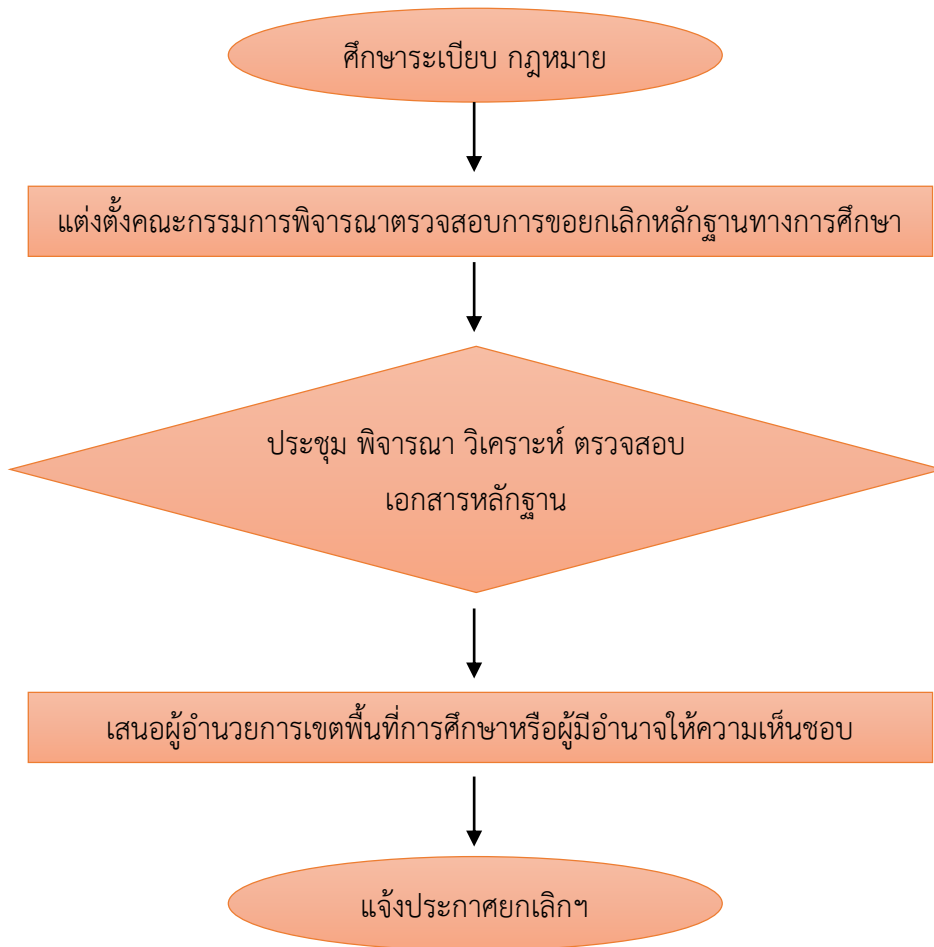 ศึกษาระเบียบ กฎหมาย
แต่งตั้งคณะกรรมการพิจารณาตรวจสอบการขอยกเลิกหลักฐานทางการศึกษา
ประชุม พิจารณา วิเคราะห์ ตรวจสอบ
เอกสารหลักฐาน
เสนอผู้อำนวยการเขตพื้นที่การศึกษาหรือผู้มีอำนาจให้ความเห็นชอบ
แจ้งประกาศยกเลิกฯ